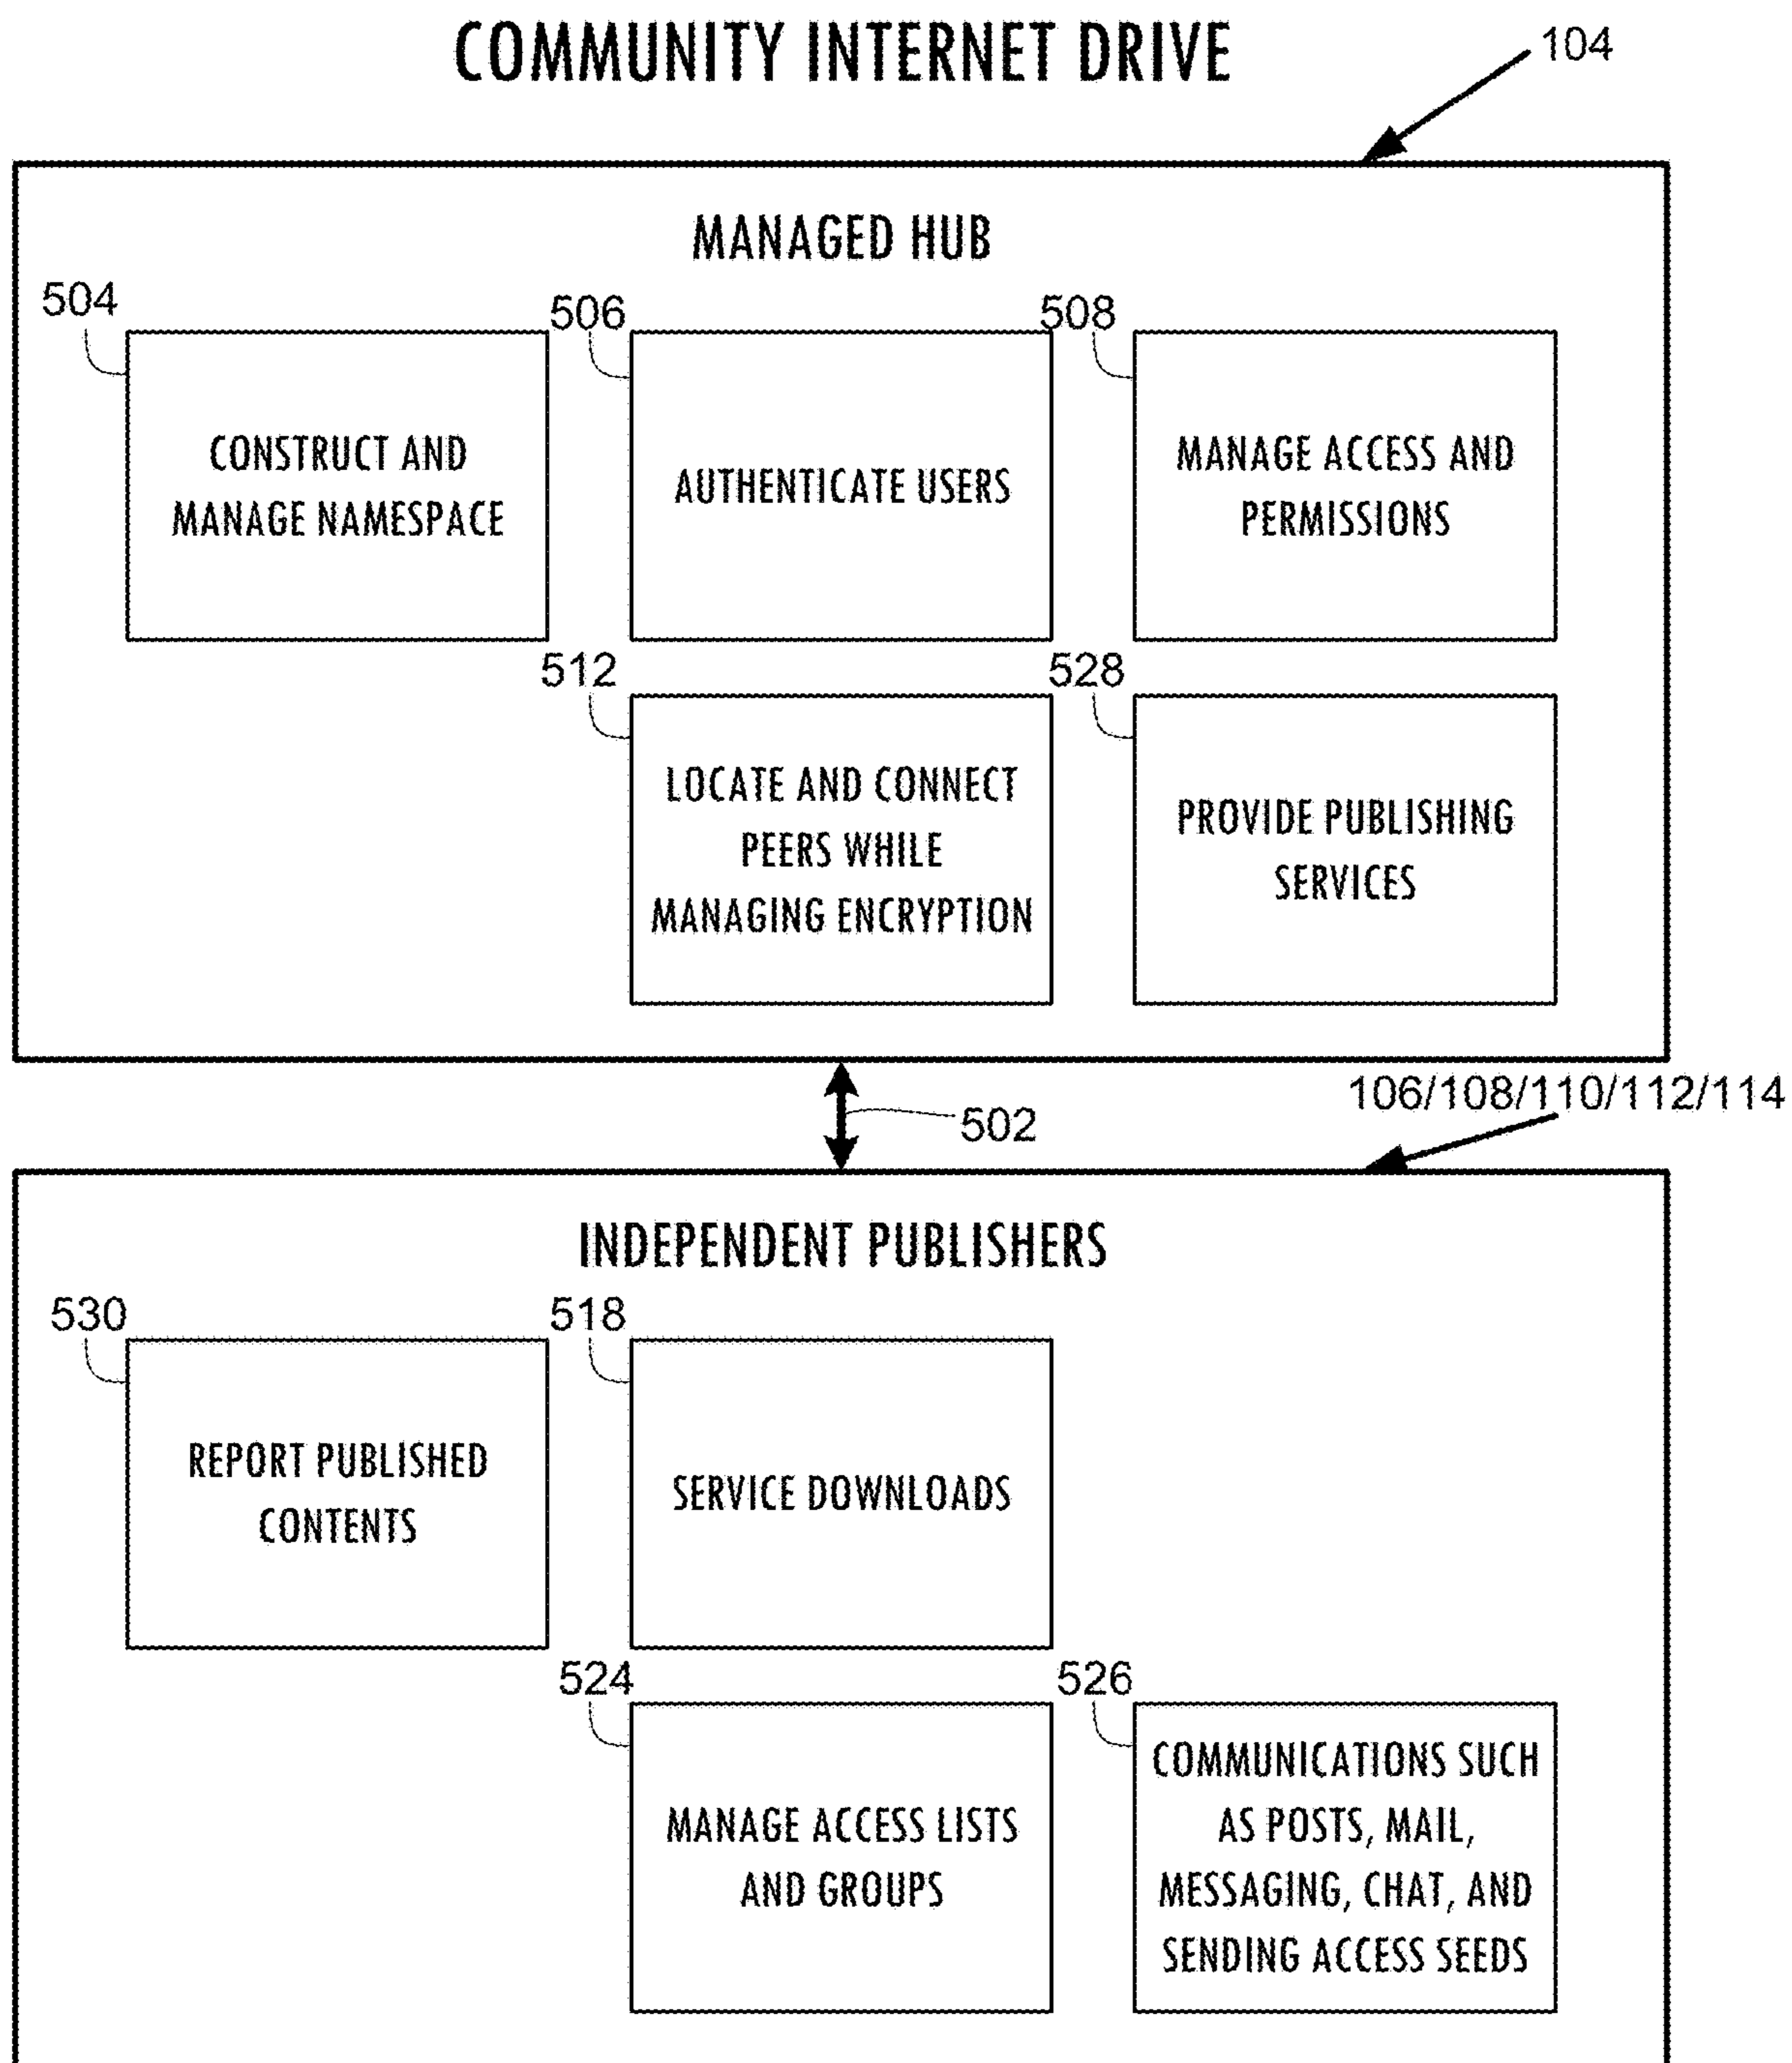 COMMUNITY INTERNET DRIVE
104
MANAGED HUB
504
506
508
CONSTRUCT AND
MANAGE NAMESPACE
AUTHENTICATE USERS
MANAGE ACCESS AND
PERMISSIONS
512
528
LOCATE AND CONNECT
PEERS WHILE
MANAGING ENCRYPTION
PROVIDE PUBLISHING
SERVICES
502
106/108/110/112/114
INDEPENDENT PUBLISHERS
530
518
REPORT PUBLISHED
CONTENTS
SERVICE DOWNLOADS
524
526
MANAGE ACCESS LISTS
AND GROUPS
COMMUNICATIONS SUCH
AS POSTS, MAIL,
MESSAGING, CHAT, AND
SENDING ACCESS SEEDS